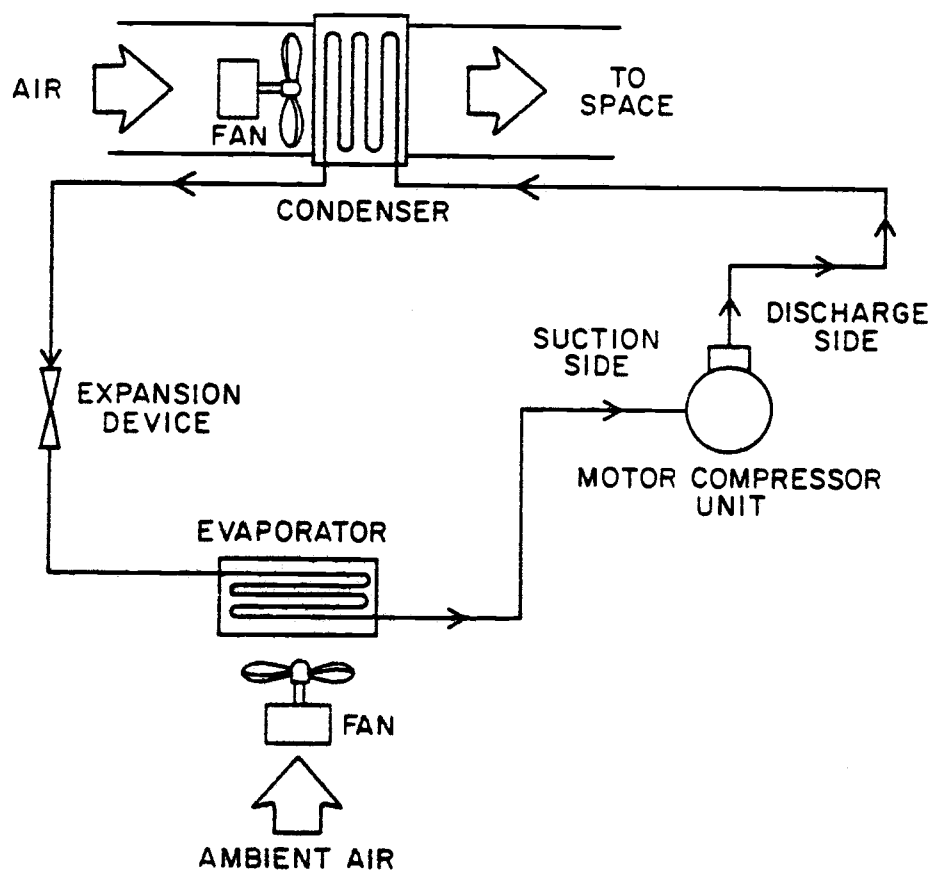 AIR
FAN
TO
SPACE
CONDENSER
DISCHARGE
SIDE
SUCTION
SIDE
EXPANSION
DEVICE
MOTOR COMPRESSOR
UNIT
EVAPORATOR
FAN
AMBIENT AIR